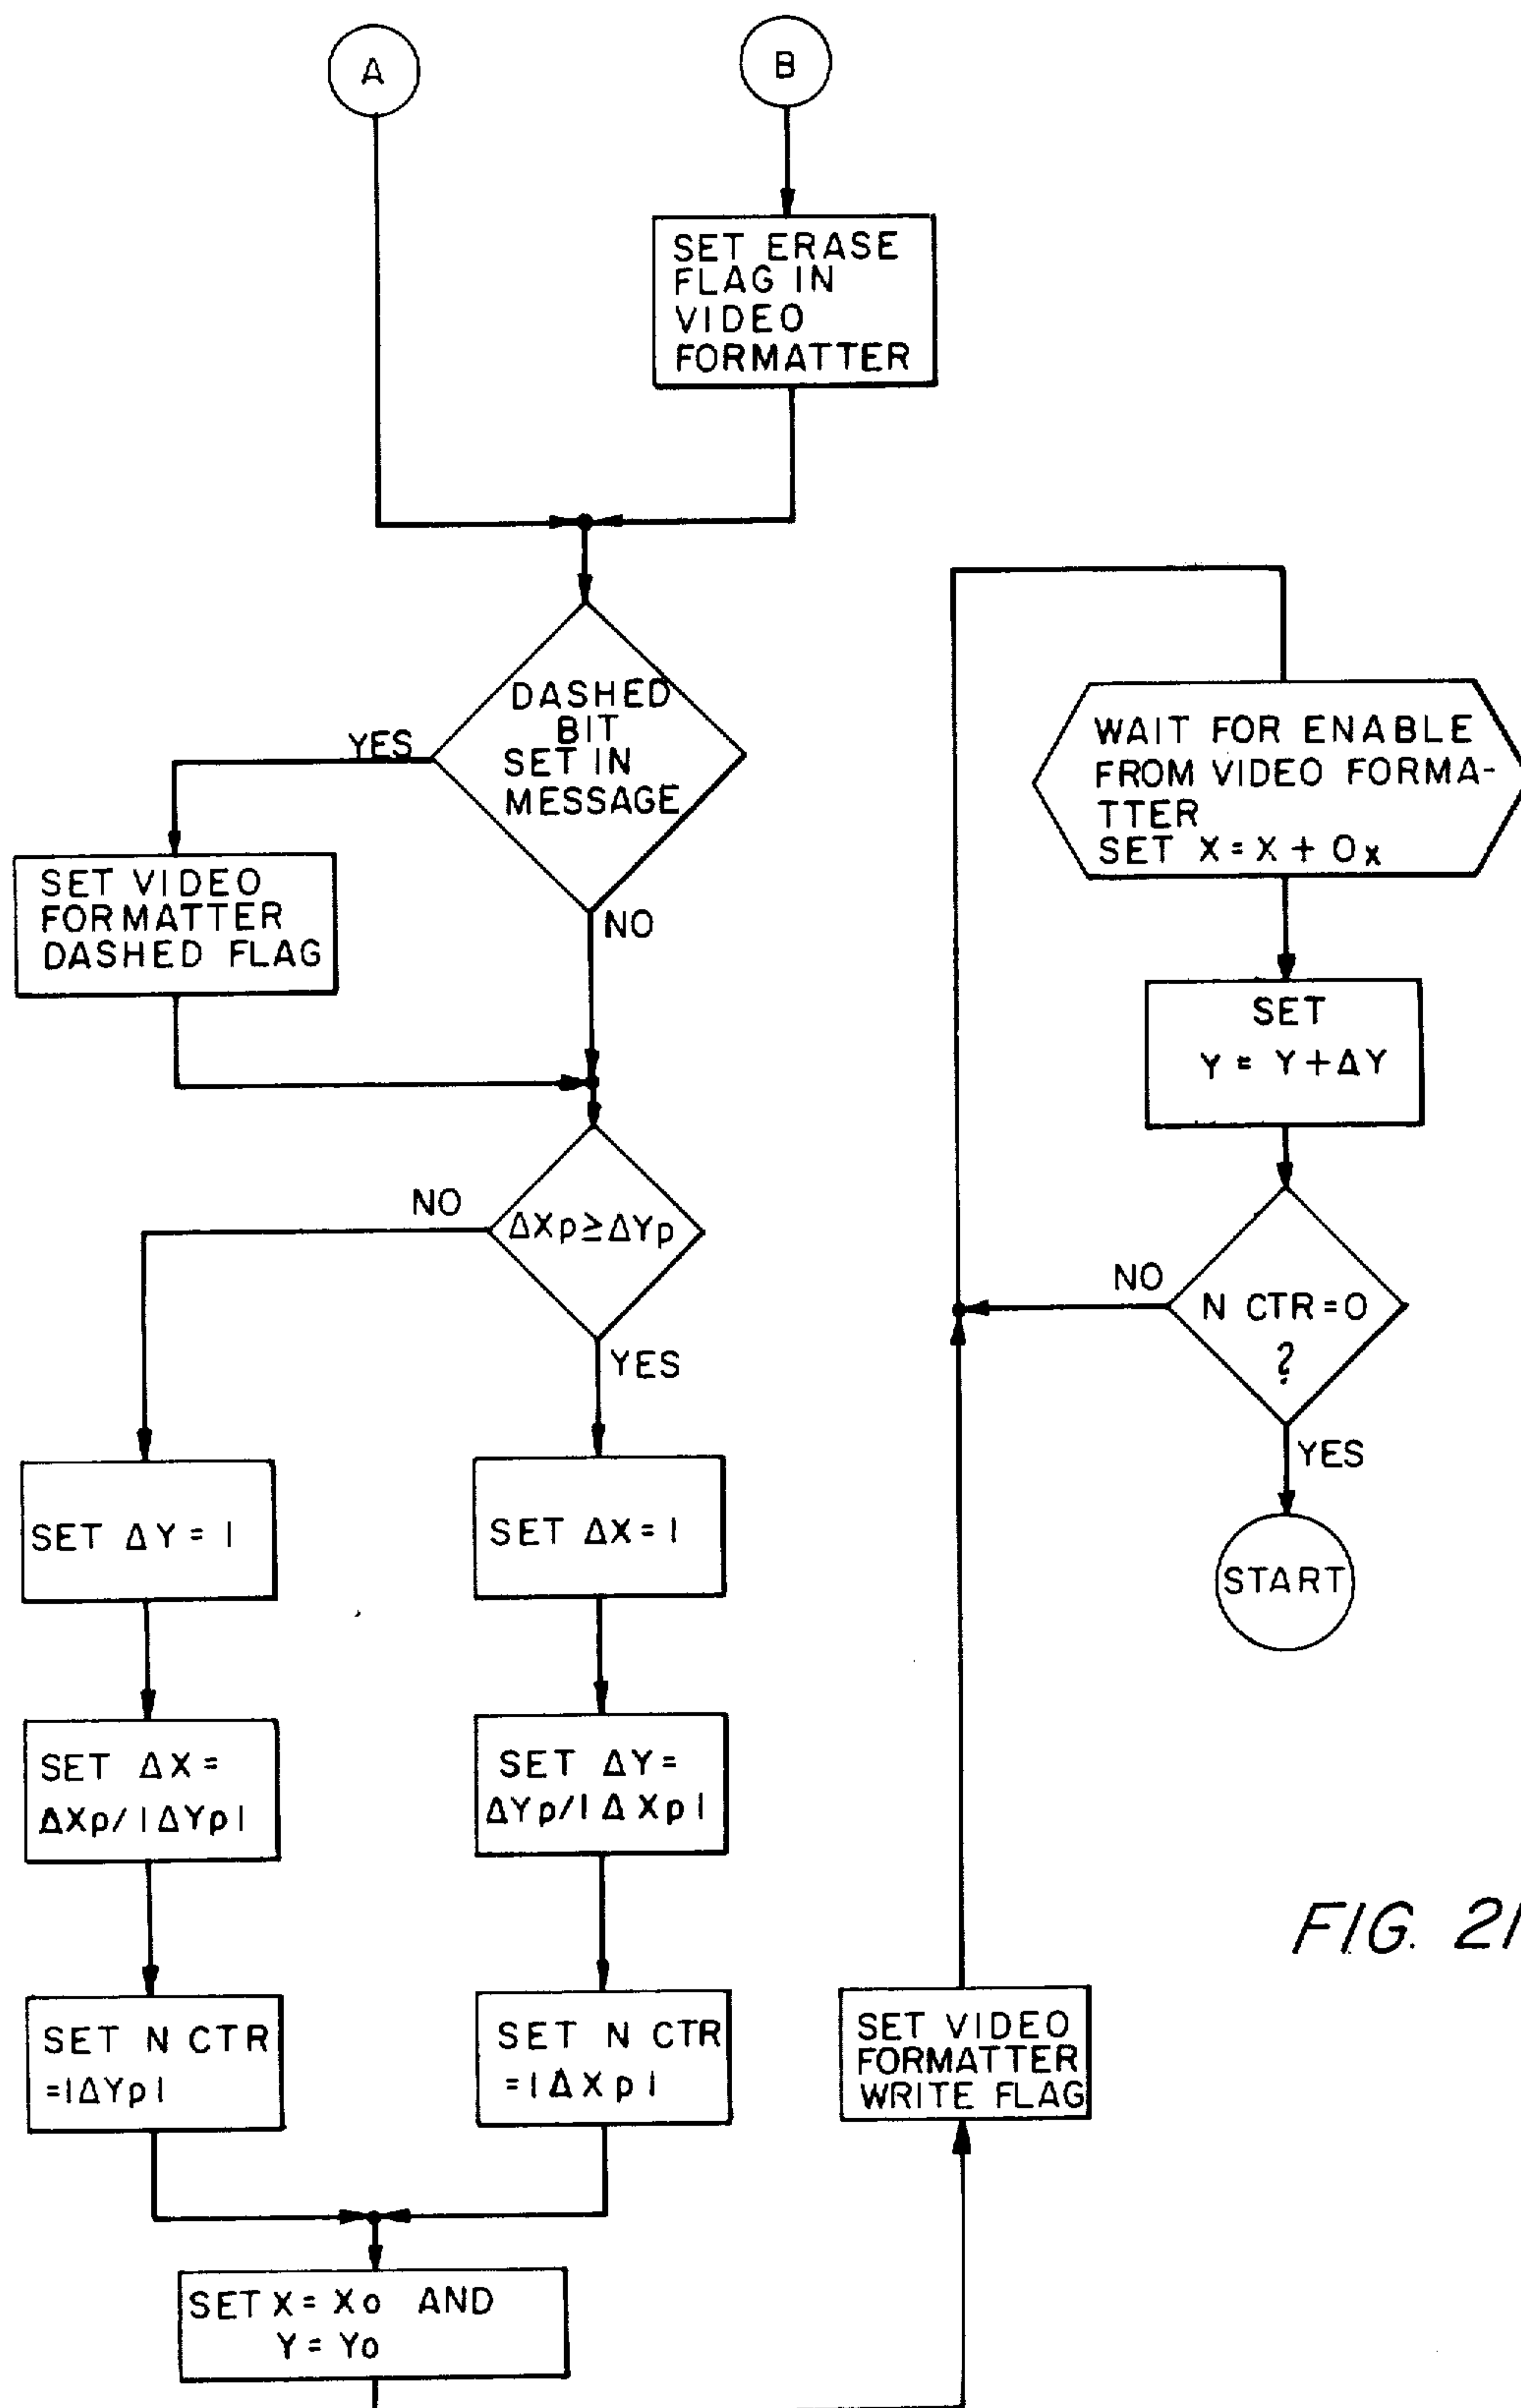 A
B
SET ERASE
FLAG IN
VIDEO
FORMATTER
DASHED
BIT
SET IN
MESSAGE
YES
NO
SET VIDEO
FORMATTER
DASHED FLAG
ΔXp≥ΔYp
NO
YES
SET ΔY=1
SET ΔX=1
SET ΔX=
ΔXp/|ΔYp|
SET ΔY=
ΔYp/|ΔXp|
SET N CTR
=|ΔYp|
SET N CTR
=|ΔXp|
SET X=Xo AND
Y=Yo
SET VIDEO
FORMATTER
WRITE FLAG
WAIT FOR ENABLE
FROM VIDEO FORMA-
TTER
SET X=X+Ox
SET
Y=Y+ΔY
N CTR=0
?
NO
YES
START
FIG. 21